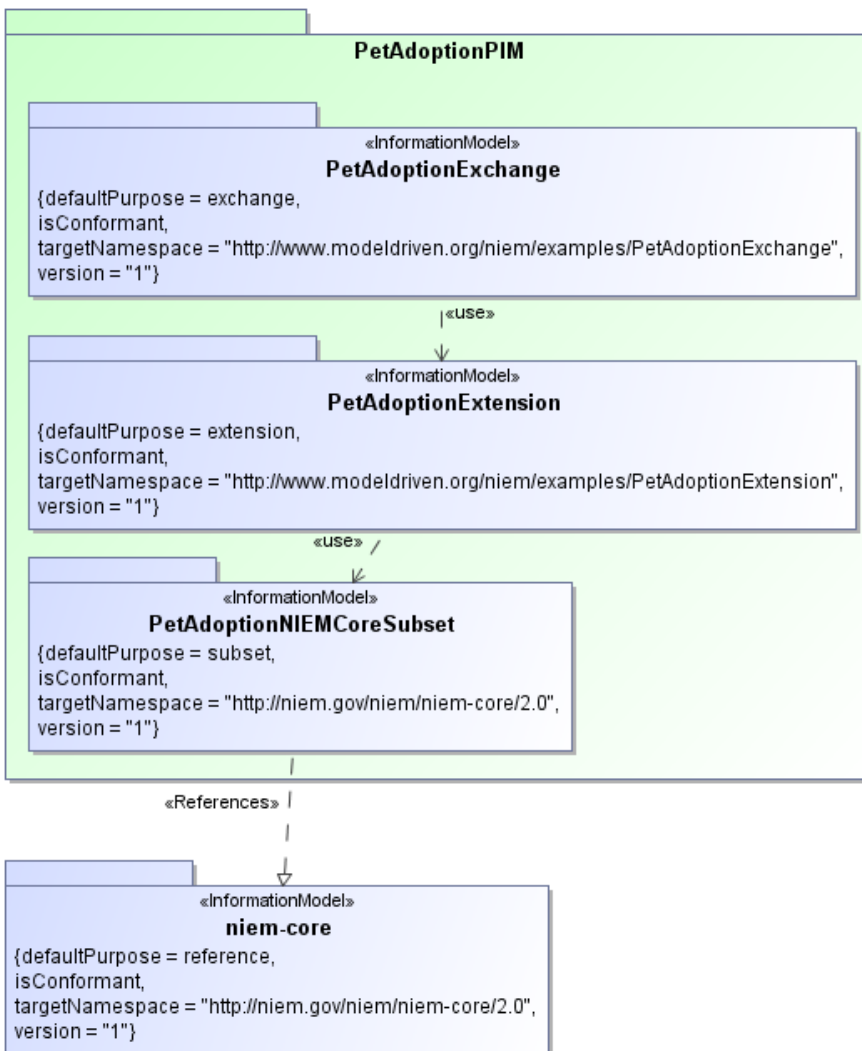 PetAdoptionPIM
«InformationModel»
PetAdoptionExchange
{defaultPurpose = exchange,
isConformant,
targetNamespace = "http://www.modeldriven.org/niem/examples/PetAdoptionExchange",
version = "1"}
«use»
«InformationModel»
PetAdoptionExtension
{defaultPurpose = extension,
isConformant,
targetNamespace = "http://www.modeldriven.org/niem/examples/PetAdoptionExtension",
version = "1"}
«use»
«InformationModel»
PetAdoptionNIEMCoreSubset
{defaultPurpose = subset,
isConformant,
targetNamespace = "http://niem.gov/niem/niem-core/2.0",
version = "1"}
«References»
«InformationModel»
niem-core
{defaultPurpose = reference,
isConformant,
targetNamespace = "http://niem.gov/niem/niem-core/2.0",
version = "1"}